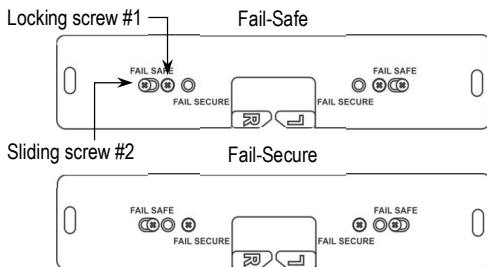 Locking screw #1
Fail-Safe
FAIL SAFE
FAIL SAFE
FAIL SECURE
FAIL SECURE
R
L
Sliding screw #2
Fail-Secure
FAIL SAFE
FAIL SAFE
FAIL SECURE
FAIL SECURE
R
L